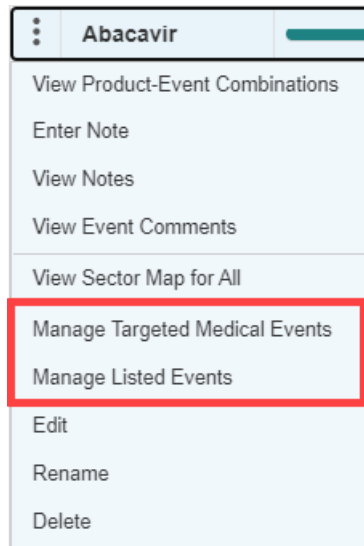 Abacavir
View Product-Event Combinations
Enter Note
View Notes
View Event Comments
View Sector Map for All
Manage Targeted Medical Events
Manage Listed Events
Edit
Rename
Delete